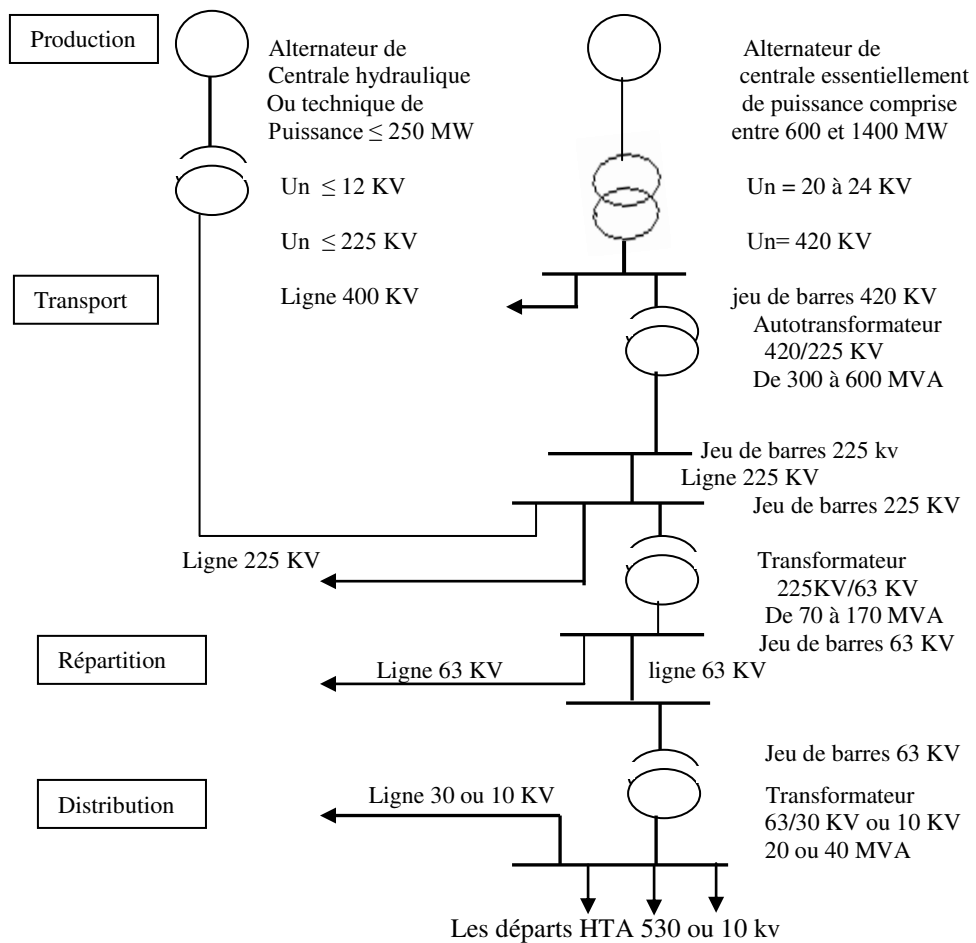 Production
Alternateur de
Centrale hydraulique
Ou technique de
Puissance ≤ 250 MW
Alternateur de
centrale essentiellement
de puissance comprise
entre 600 et 1400 MW
Un ≤ 12 KV
Un = 20 à 24 KV
Un ≤ 225 KV
Un= 420 KV
Transport
Ligne 400 KV
jeu de barres 420 KV
Autotransformateur
420/225 KV
De 300 à 600 MVA
Jeu de barres 225 kv
Ligne 225 KV
Jeu de barres 225 KV
Ligne 225 KV
Transformateur
225KV/63 KV
De 70 à 170 MVA
Jeu de barres 63 KV
Répartition
Ligne 63 KV
ligne 63 KV
Jeu de barres 63 KV
Distribution
Ligne 30 ou 10 KV
Transformateur
63/30 KV ou 10 KV
20 ou 40 MVA
Les départs HTA 530 ou 10 kv